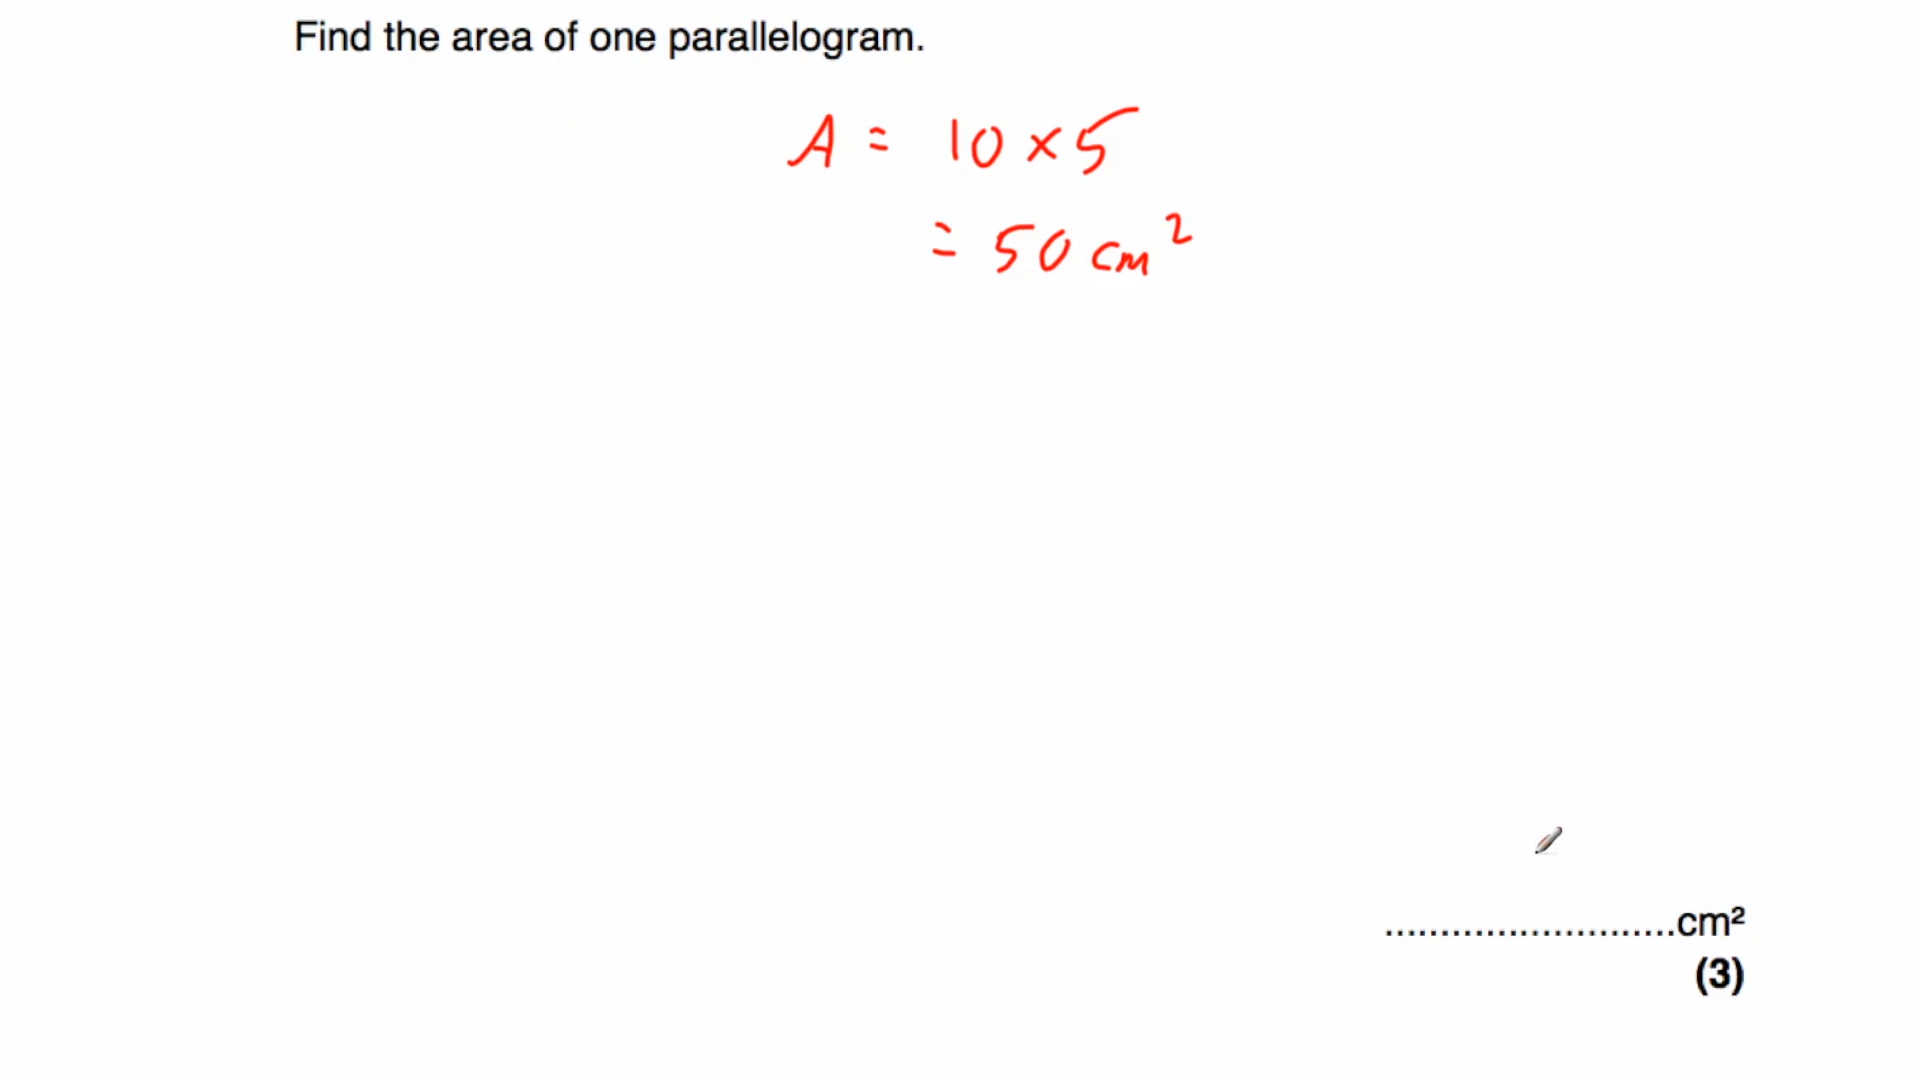 Find the area of one parallelogram.
A = 10 × 5
= 50 cm²
..........................cm²
(3)